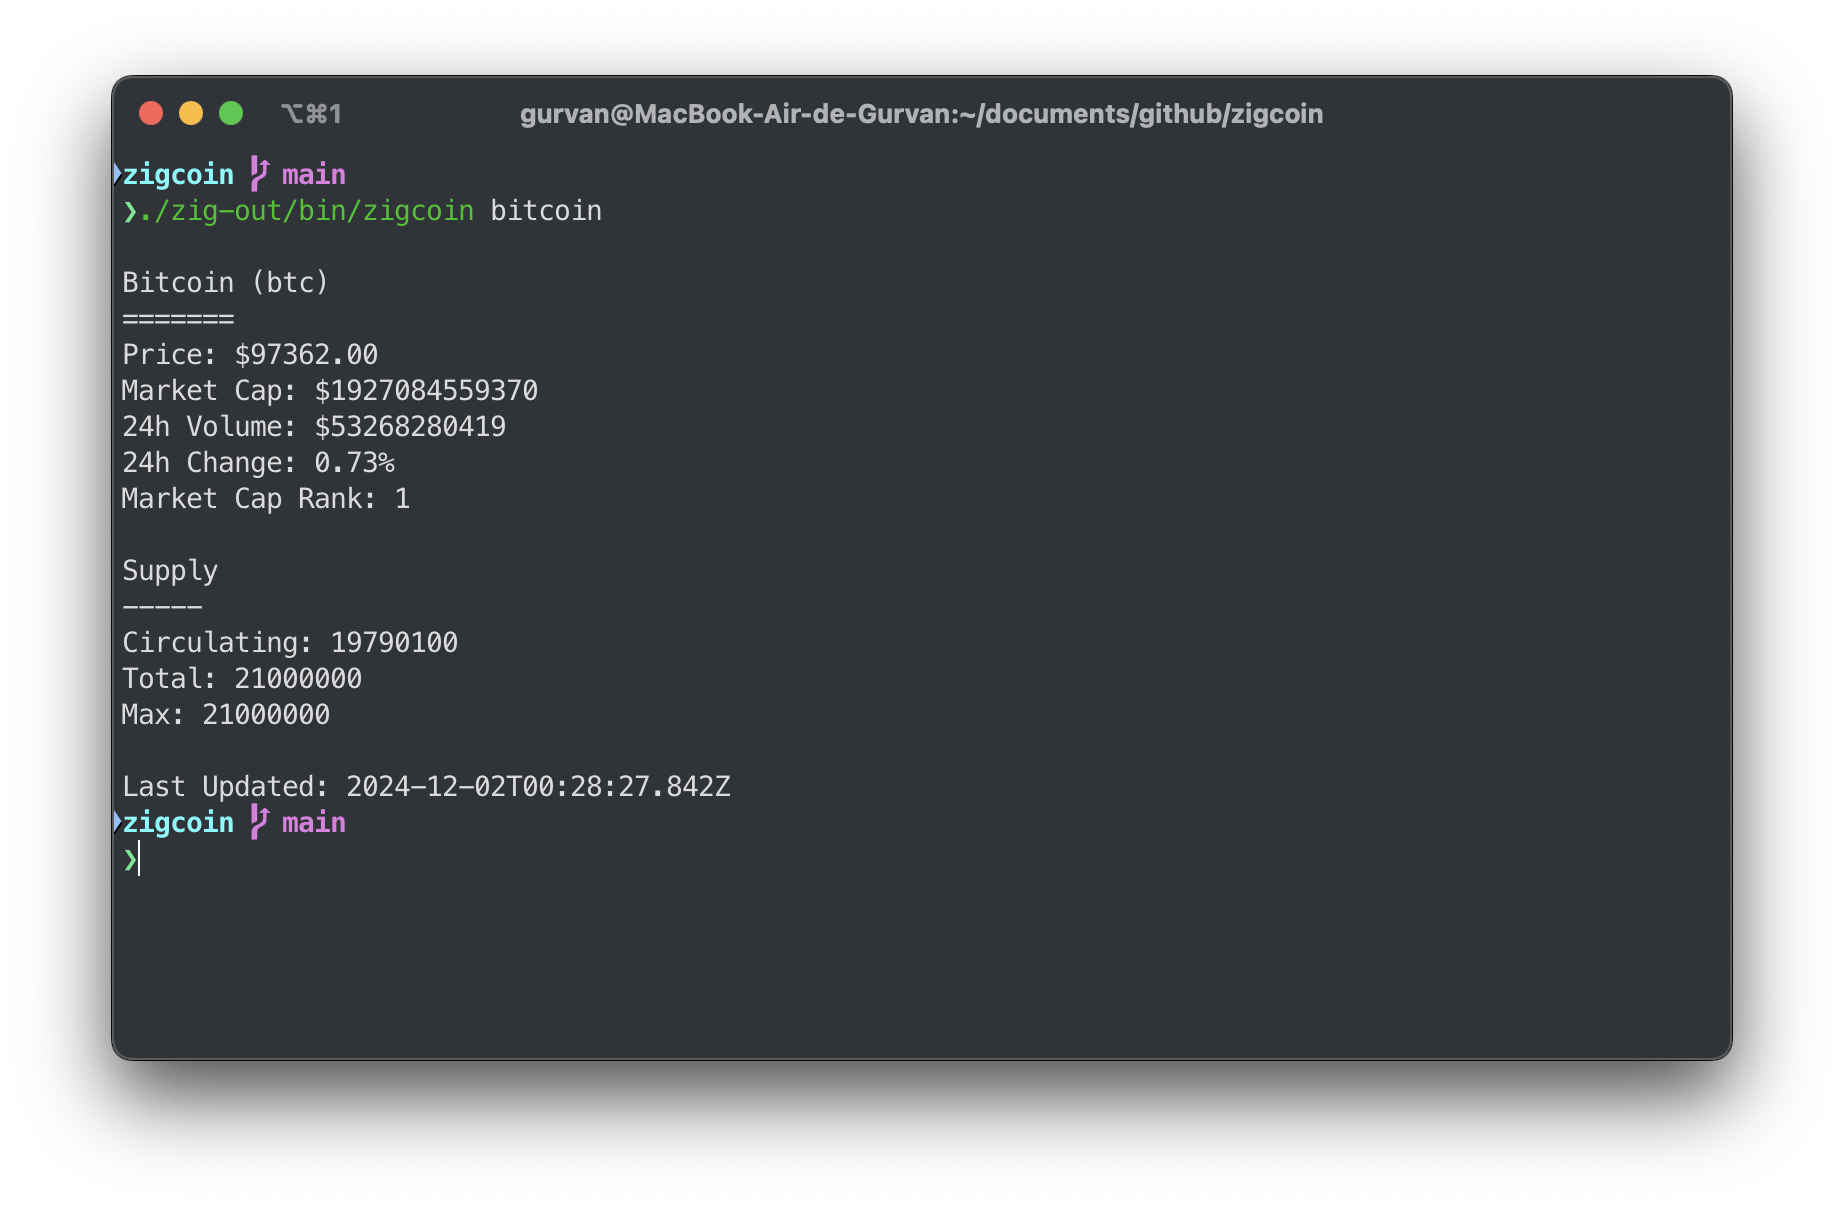 ⌥⌘1 gurvan@MacBook-Air-de-Gurvan:~/documents/github/zigcoin
zigcoin main
❯./zig-out/bin/zigcoin bitcoin
Bitcoin (btc)
=======
Price: $97362.00
Market Cap: $1927084559370
24h Volume: $53268280419
24h Change: 0.73%
Market Cap Rank: 1
Supply
-----
Circulating: 19790100
Total: 21000000
Max: 21000000
Last Updated: 2024-12-02T00:28:27.842Z
zigcoin main
❯